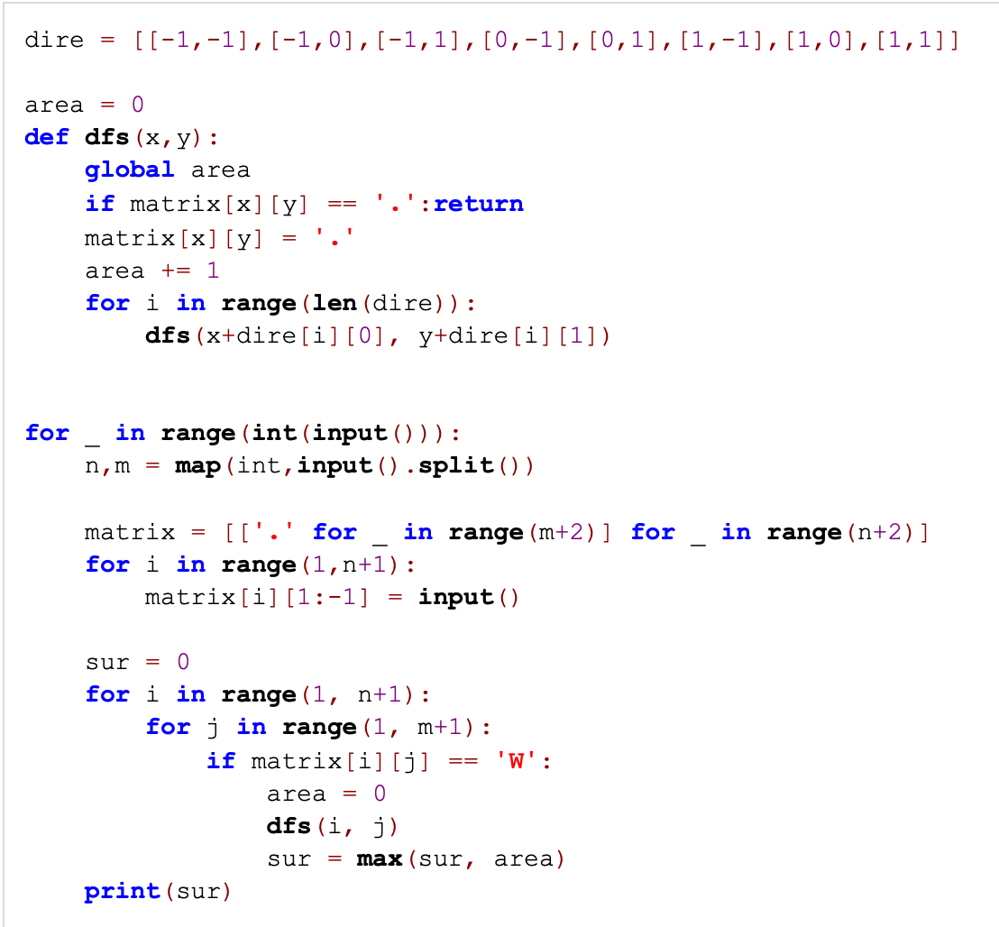 dire = [[-1,-1],[-1,0],[-1,1],[0,-1],[0,1],[1,-1],[1,0],[1,1]]
area = 0
def dfs(x,y):
    global area
    if matrix[x][y] == '.':return
    matrix[x][y] = '.'
    area += 1
    for i in range(len(dire)):
        dfs(x+dire[i][0], y+dire[i][1])
for _ in range(int(input())):
    n,m = map(int,input().split())
    matrix = [['.' for _ in range(m+2)] for _ in range(n+2)]
    for i in range(1,n+1):
        matrix[i][1:-1] = input()
    sur = 0
    for i in range(1, n+1):
        for j in range(1, m+1):
            if matrix[i][j] == 'W':
                area = 0
                dfs(i, j)
                sur = max(sur, area)
    print(sur)